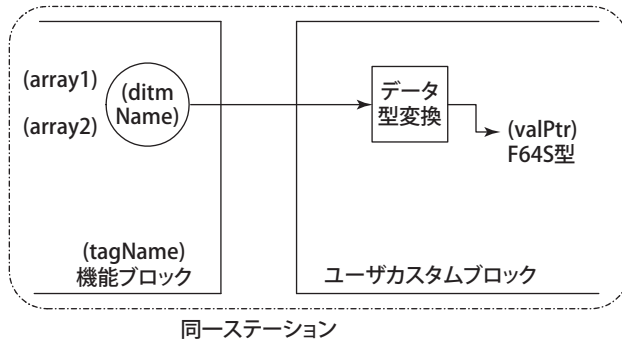 (array1)
(array2)
(ditm
Name)
データ
型変換
(valPtr)
F64S型
(tagName)
機能ブロック
ユーザカスタムブロック
同一ステーション